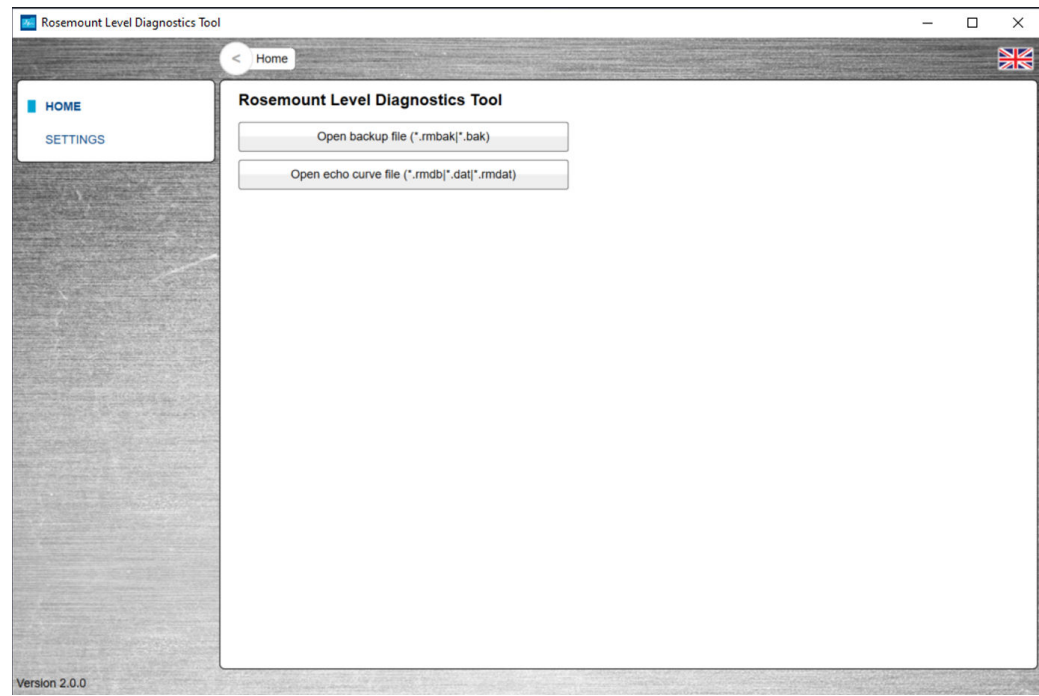 Rosemount Level Diagnostics Tool
< Home
HOME
SETTINGS
Rosemount Level Diagnostics Tool
Open backup file (*.rmbak|*.bak)
Open echo curve file (*.rmdb|*.dat|*.rmdat)
Version 2.0.0